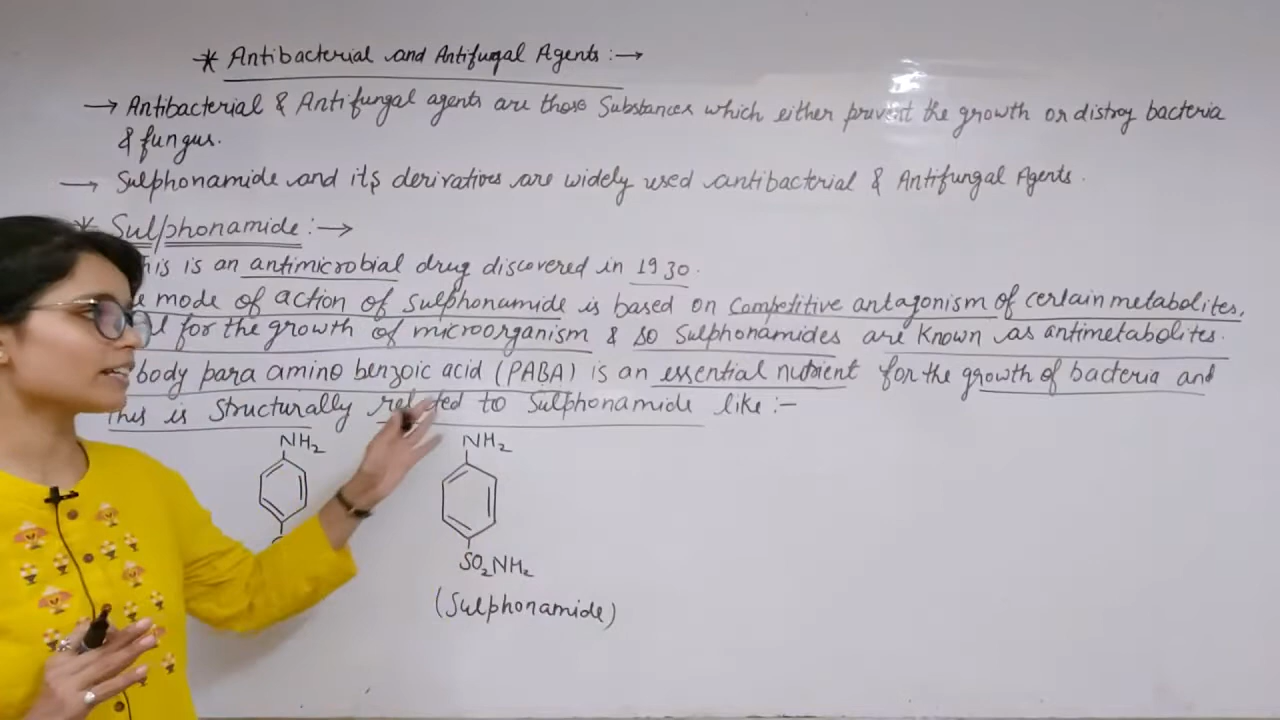 * Antibacterial and Antifungal Agents :→
→ Antibacterial & Antifungal agents are those Substances which either prevent the growth or distroy bacteria
& fungus.
→ Sulphonamide and its derivatives are widely used antibacterial & Antifungal Agents.
* Sulphonamide :→
his is an antimicrobial drug discovered in 1930.
mode of action of sulphonamide is based on Competitive antagonism of certain metabolites,
for the growth of microorganism & so Sulphonamides are Known as antimetabolites.
body para amino benzoic acid (PABA) is an essential nutrient for the growth of bacteria and
this is Structurally related to Sulphonamide like :-
NH₂ NH₂
SO₂NH₂
(Sulphonamide)